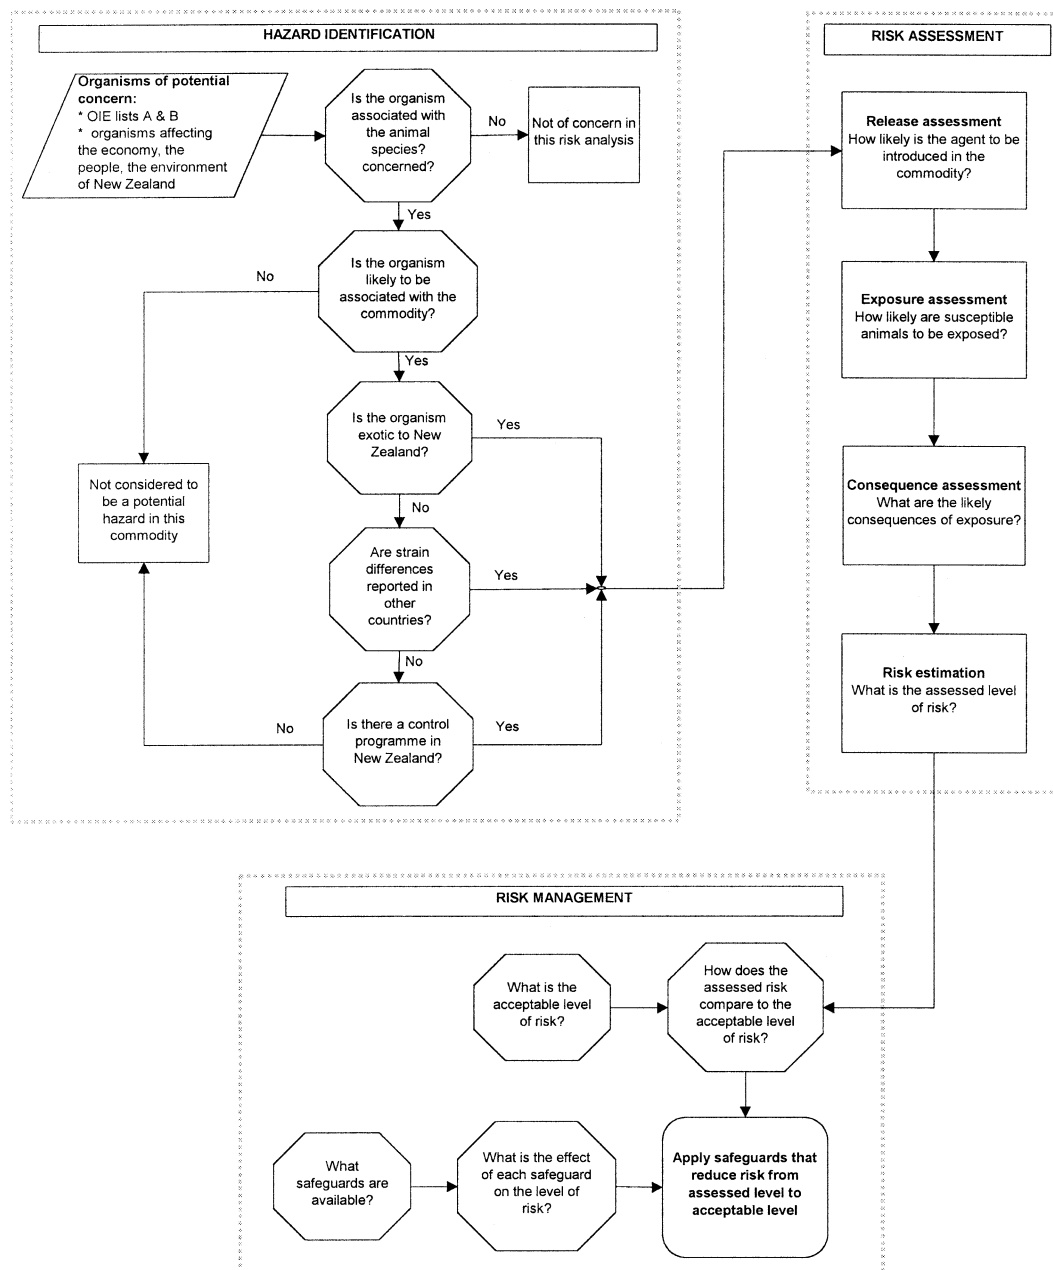 HAZARD IDENTIFICATION
Organisms of potential
concern:
* OIE lists A & B
* organisms affecting
the economy, the
people, the environment
of New Zealand
Is the organism
associated with
the animal
species?
concerned?
No
Not of concern in
this risk analysis
Yes
Is the organism
likely to be
associated with the
commodity?
No
Yes
Is the organism
exotic to New
Zealand?
Yes
Not considered to
be a potential
hazard in this
commodity
No
Are strain
differences
reported in
other
countries?
Yes
No
Is there a control
programme in
New Zealand?
No
Yes
RISK ASSESSMENT
Release assessment
How likely is the agent to be
introduced in the
commodity?
Exposure assessment
How likely are susceptible
animals to be exposed?
Consequence assessment
What are the likely
consequences of exposure?
Risk estimation
What is the assessed level
of risk?
RISK MANAGEMENT
What is the
acceptable level
of risk?
How does the
assessed risk
compare to the
acceptable level
of risk?
What
safeguards are
available?
What is the effect
of each safeguard
on the level of
risk?
Apply safeguards that
reduce risk from
assessed level to
acceptable level